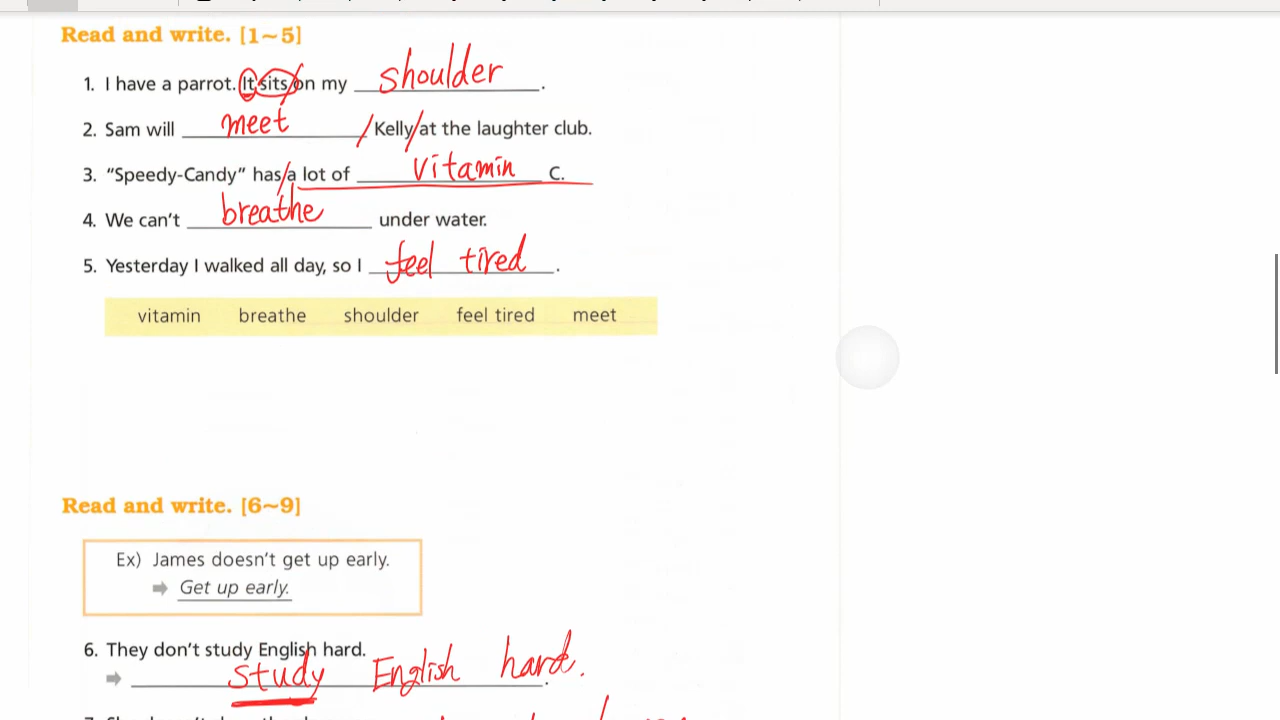 Read and write. [1~5]
1. I have a parrot. It sits on my shoulder.
2. Sam will meet Kelly at the laughter club.
3. “Speedy-Candy” has a lot of vitamin C.
4. We can't breathe under water.
5. Yesterday I walked all day, so I feel tired.
vitamin breathe shoulder feel tired meet
Read and write. [6~9]
Ex) James doesn't get up early.
➡ Get up early.
6. They don't study English hard.
➡ study English hard.